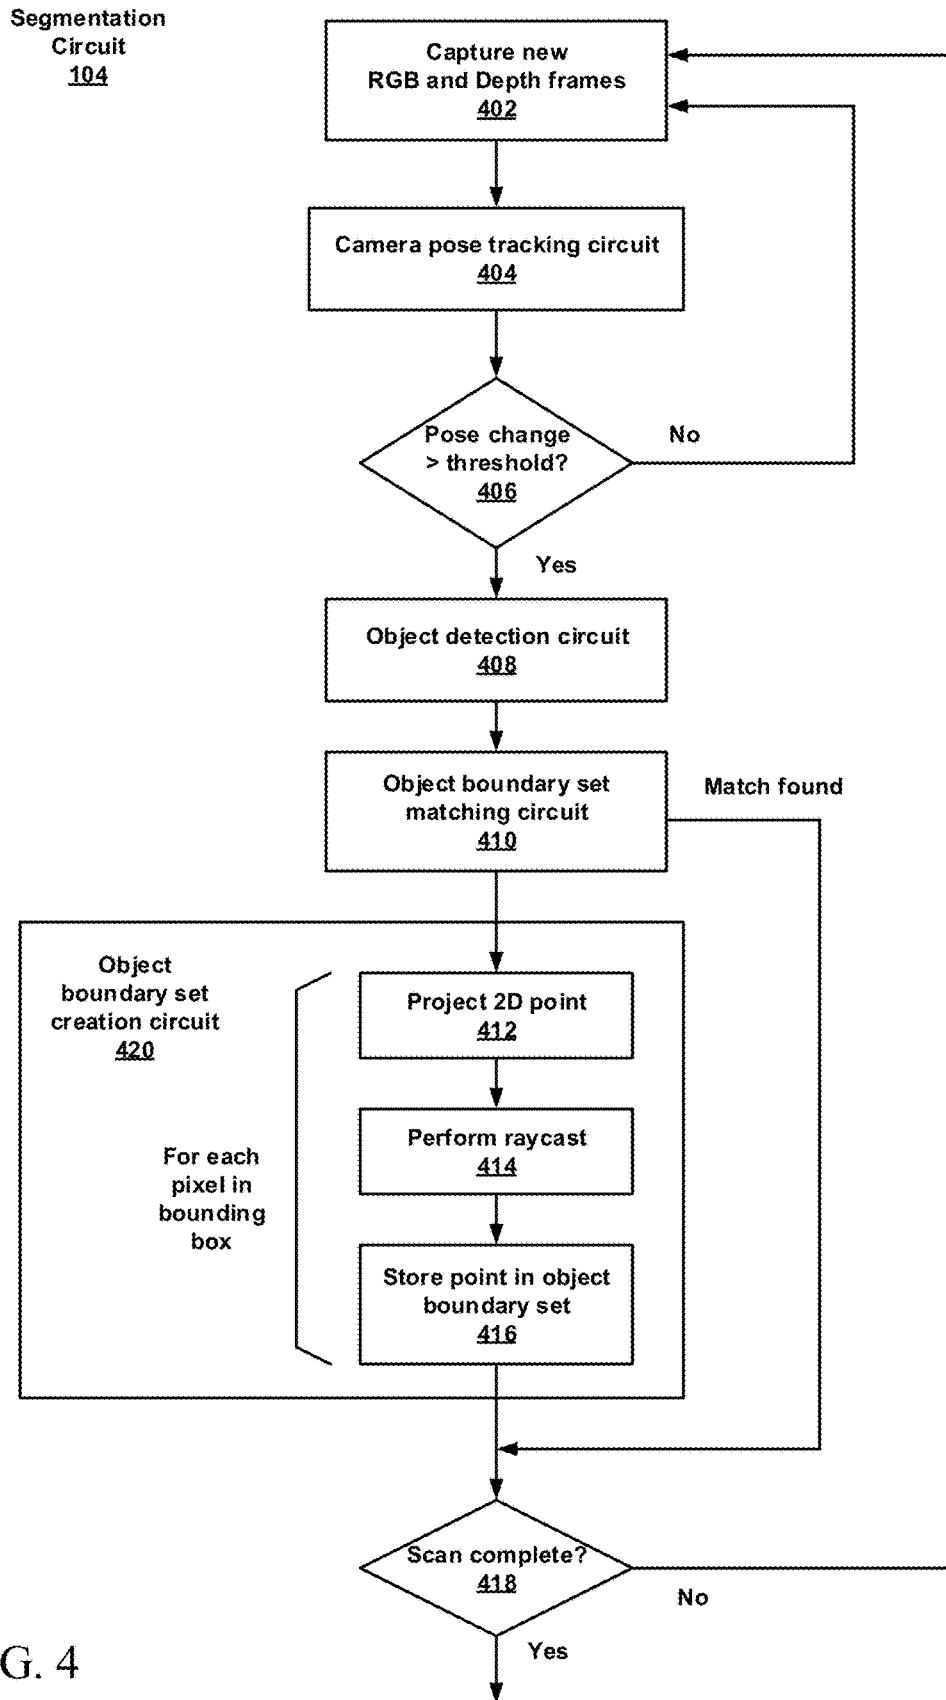 Segmentation
Circuit
104
Capture new
RGB and Depth frames
402
Camera pose tracking circuit
404
Pose change
> threshold?
406
No
Yes
Object detection circuit
408
Object boundary set
matching circuit
410
Match found
Object
boundary set
creation circuit
420
Project 2D point
412
For each
pixel in
bounding
box
Perform raycast
414
Store point in object
boundary set
416
Scan complete?
418
No
Yes
G. 4